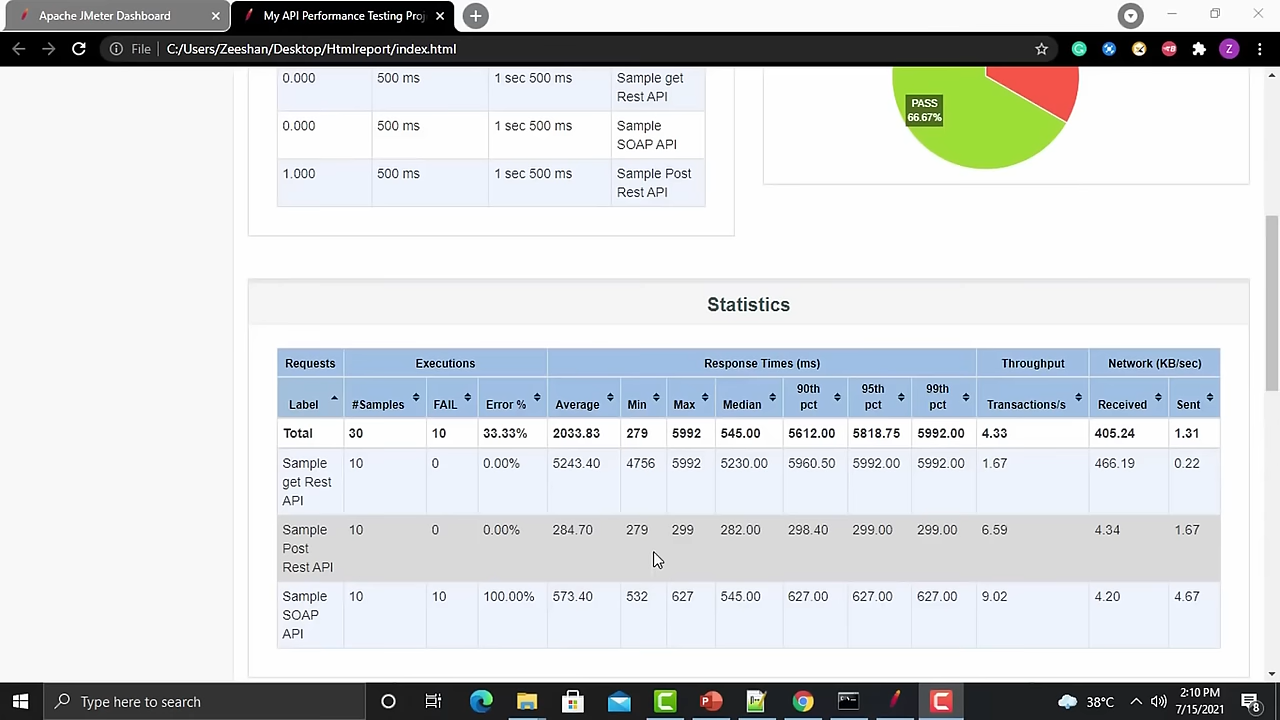 Apache JMeter Dashboard
My API Performance Testing Proj
File
C:/Users/Zeeshan/Desktop/Htmlreport/index.html
Z
0.000 500 ms 1 sec 500 ms Sample get
Rest API
0.000 500 ms 1 sec 500 ms Sample
SOAP API
1.000 500 ms 1 sec 500 ms Sample Post
Rest API
PASS
66.67%
Statistics
Requests Executions Response Times (ms) Throughput Network (KB/sec)
Label #Samples FAIL Error % Average Min Max Median 90th
pct 95th
pct 99th
pct Transactions/s Received Sent
Total 30 10 33.33% 2033.83 279 5992 545.00 5612.00 5818.75 5992.00 4.33 405.24 1.31
Sample 10 0 0.00% 5243.40 4756 5992 5230.00 5960.50 5992.00 5992.00 1.67 466.19 0.22
get Rest
API
Sample 10 0 0.00% 284.70 279 299 282.00 298.40 299.00 299.00 6.59 4.34 1.67
Post
Rest API
Sample 10 10 100.00% 573.40 532 627 545.00 627.00 627.00 627.00 9.02 4.20 4.67
SOAP
API
Type here to search
38°C
2:10 PM
7/15/2021
8